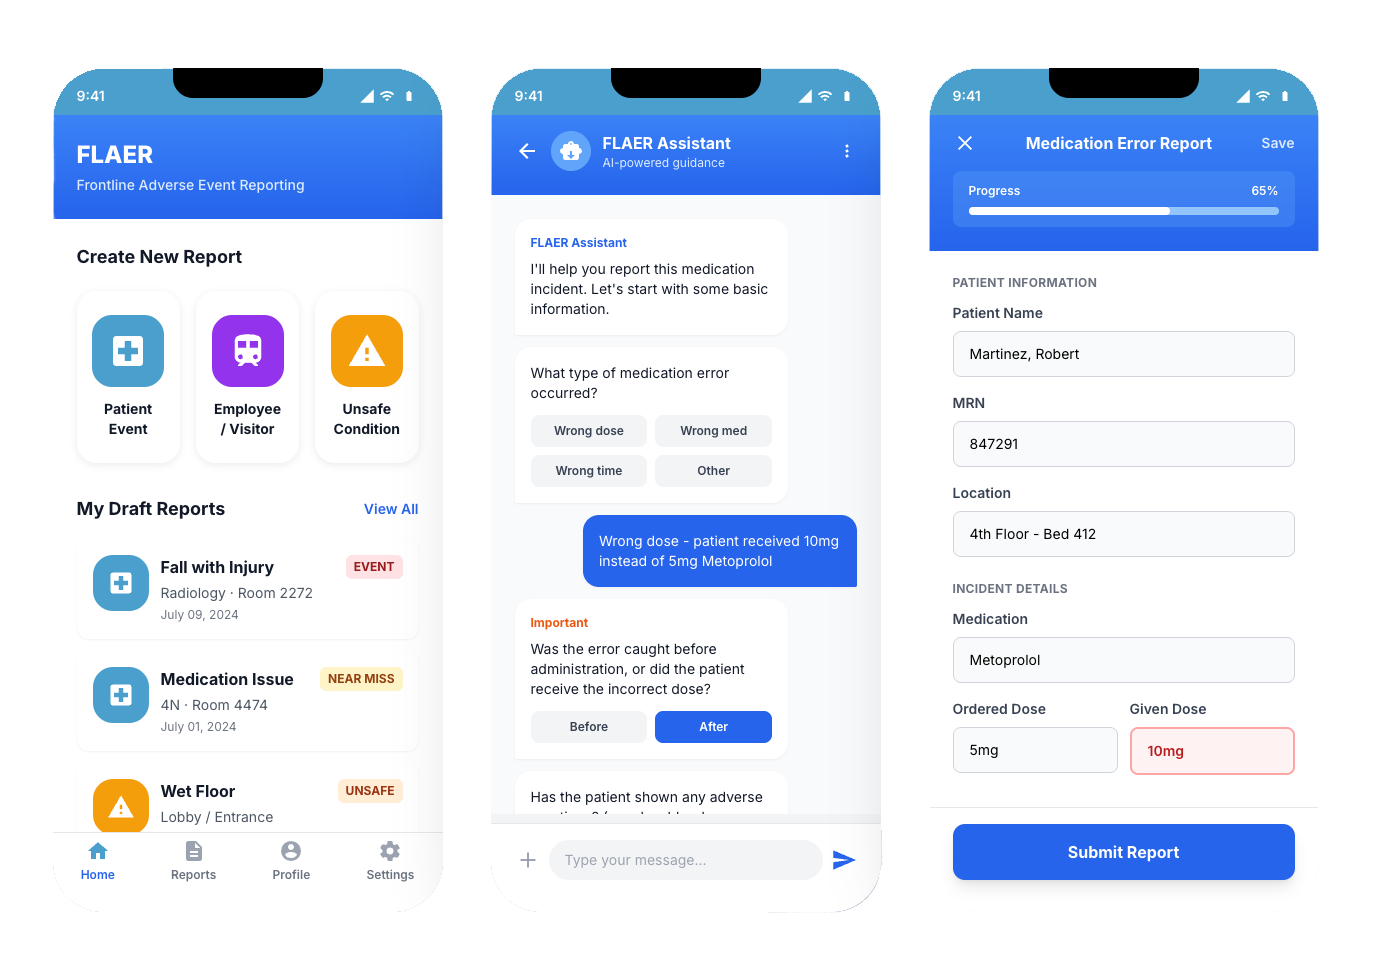 9:41
FLAER
Frontline Adverse Event Reporting
Create New Report
Patient
Event
Employee
/ Visitor
Unsafe
Condition
My Draft Reports
View All
Fall with Injury
EVENT
Radiology · Room 2272
July 09, 2024
Medication Issue
NEAR MISS
4N · Room 4474
July 01, 2024
Wet Floor
UNSAFE
Lobby / Entrance
Home
Reports
Profile
Settings
9:41
FLAER Assistant
AI-powered guidance
FLAER Assistant
I'll help you report this medication
incident. Let's start with some basic
information.
What type of medication error
occurred?
Wrong dose
Wrong med
Wrong time
Other
Wrong dose - patient received 10mg
instead of 5mg Metoprolol
Important
Was the error caught before
administration, or did the patient
receive the incorrect dose?
Before
After
Has the patient shown any adverse
Type your message...
9:41
Medication Error Report
Save
Progress
65%
PATIENT INFORMATION
Patient Name
Martinez, Robert
MRN
847291
Location
4th Floor - Bed 412
INCIDENT DETAILS
Medication
Metoprolol
Ordered Dose
Given Dose
5mg
10mg
Submit Report